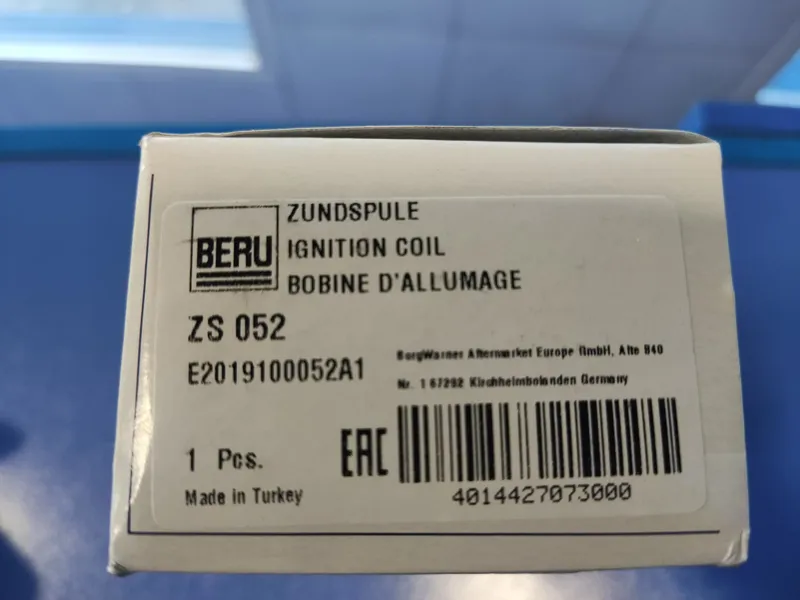 BERU
ZUNDSPULE
IGNITION COIL
BOBINE D'ALLUMAGE
ZS 052
E2019100052A1
BorgWarner Aftermarket Europe GmbH, Alte B40
Nr. 1 67292 Kirchheimbolanden Germany
1 Pcs.
EAC
Made in Turkey
4014427073000